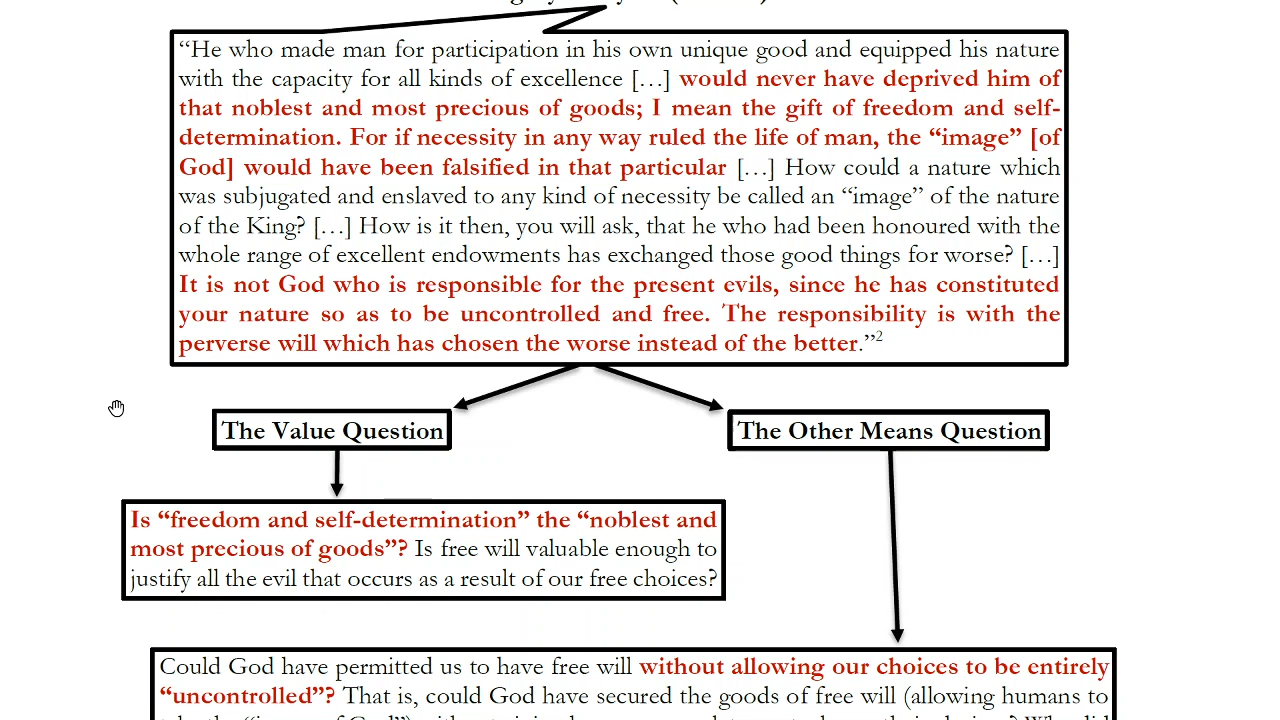 “He who made man for participation in his own unique good and equipped his nature
with the capacity for all kinds of excellence […] would never have deprived him of
that noblest and most precious of goods; I mean the gift of freedom and self-
determination. For if necessity in any way ruled the life of man, the “image” [of
God] would have been falsified in that particular […] How could a nature which
was subjugated and enslaved to any kind of necessity be called an “image” of the nature
of the King? […] How is it then, you will ask, that he who had been honoured with the
whole range of excellent endowments has exchanged those good things for worse? […]
It is not God who is responsible for the present evils, since he has constituted
your nature so as to be uncontrolled and free. The responsibility is with the
perverse will which has chosen the worse instead of the better.”2
The Value Question
The Other Means Question
Is “freedom and self-determination” the “noblest and
most precious of goods”? Is free will valuable enough to
justify all the evil that occurs as a result of our free choices?
Could God have permitted us to have free will without allowing our choices to be entirely
“uncontrolled”? That is, could God have secured the goods of free will (allowing humans to